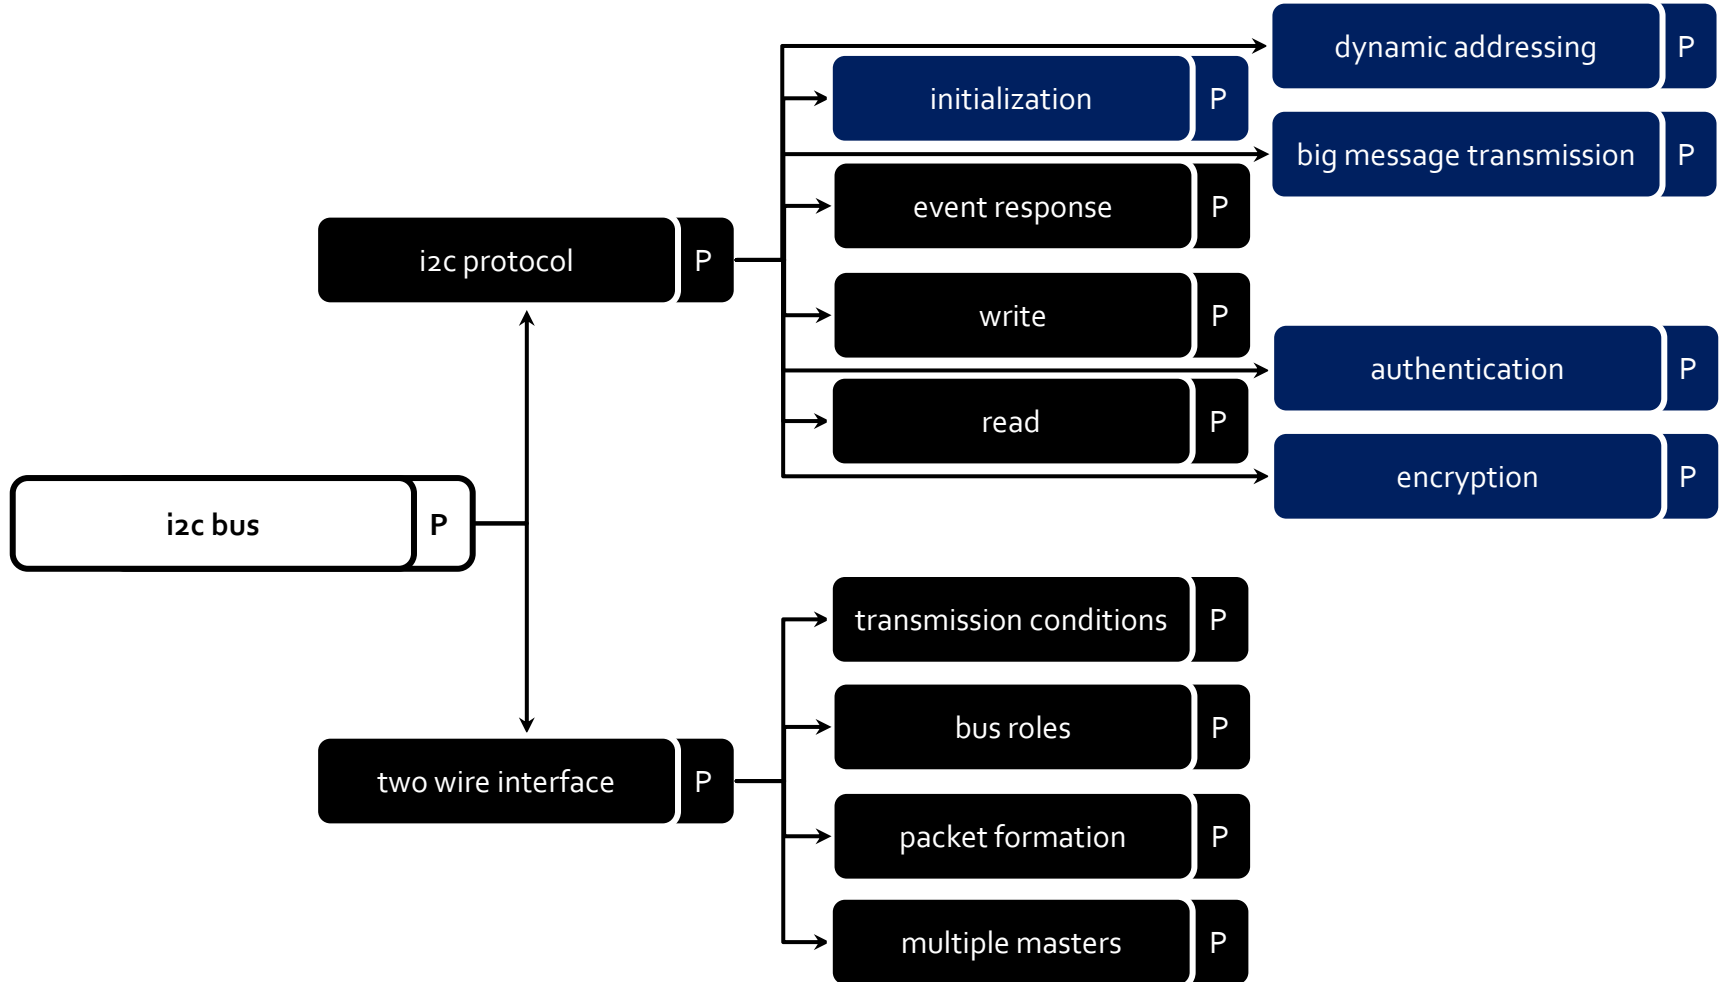 dynamic addressing P
initialization P
big message transmission P
event response P
i2c protocol P
write P
authentication P
read P
encryption P
i2c bus P
transmission conditions P
bus roles P
two wire interface P
packet formation P
multiple masters P